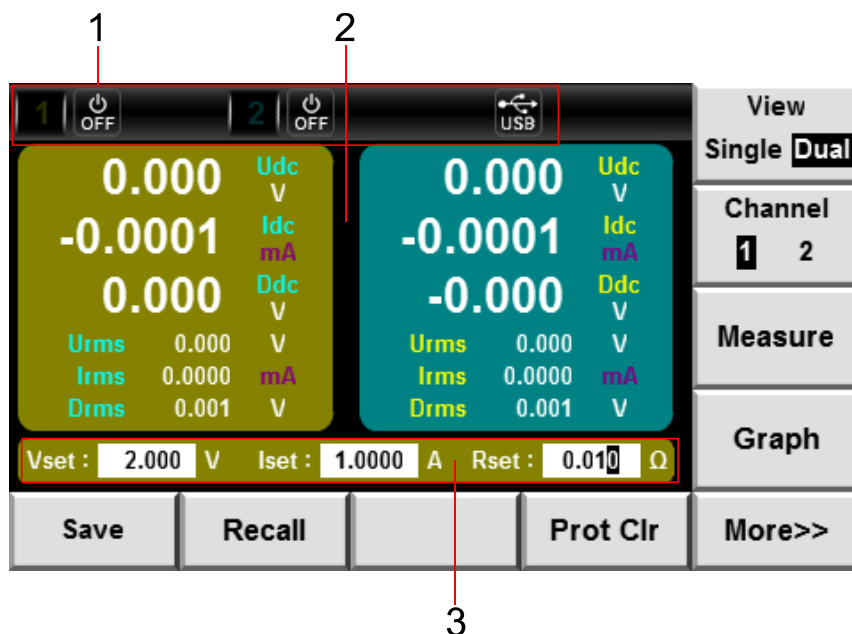 1 2
1 OFF 2 OFF USB
View
Single Dual
0.000 Udc V
-0.0001 Idc mA
0.000 Ddc V
Urms 0.000 V
Irms 0.0000 mA
Drms 0.001 V
0.000 Udc V
-0.0001 Idc mA
-0.000 Ddc V
Urms 0.000 V
Irms 0.0000 mA
Drms 0.001 V
Channel
1 2
Measure
Graph
Vset : 2.000 V Iset : 1.0000 A Rset : 0.010 Ω
Save Recall Prot Clr More>>
3